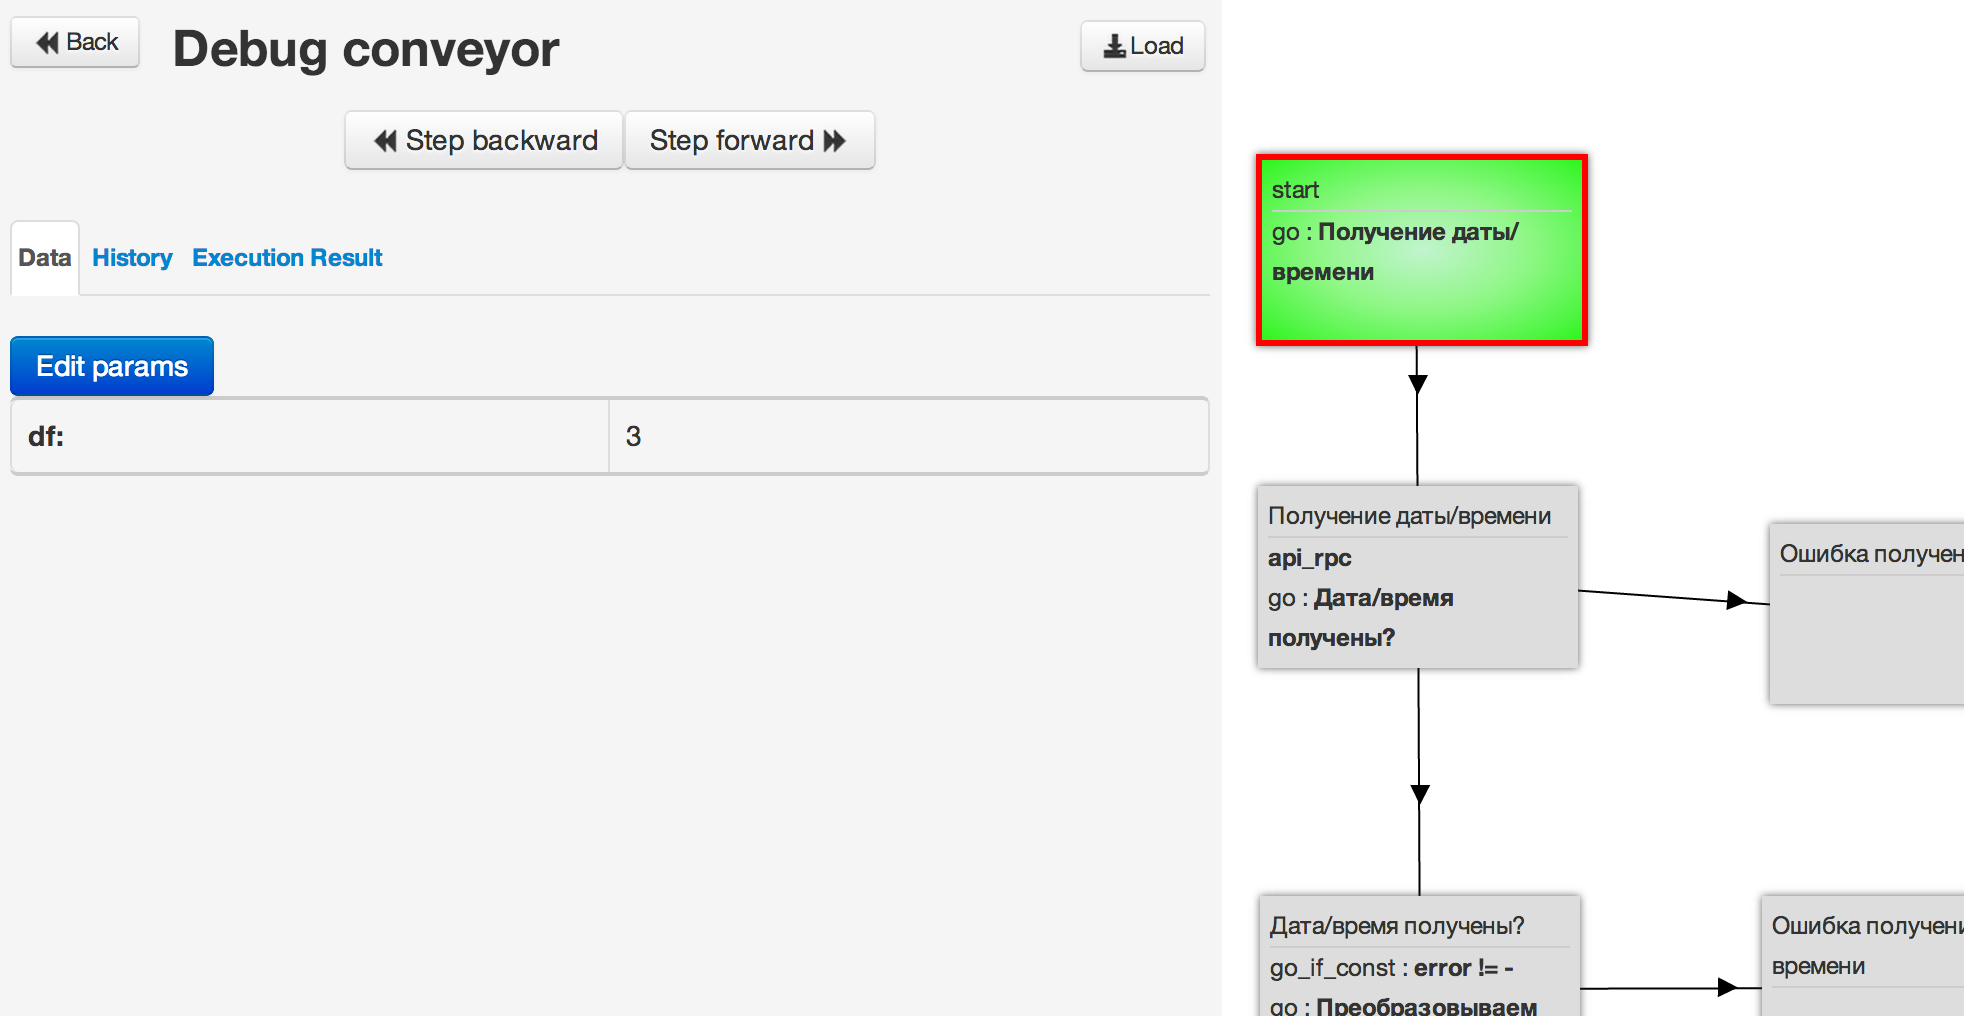 Back
Debug conveyor
Load
Step backward
Step forward
Data
History
Execution Result
Edit params
df:
3
start
go : Получение даты/
времени
Получение даты/времени
api_rpc
go : Дата/время
получены?
Ошибка получен
Дата/время получены?
go_if_const : error != -
go : Преобразовываем
Ошибка получени
времени